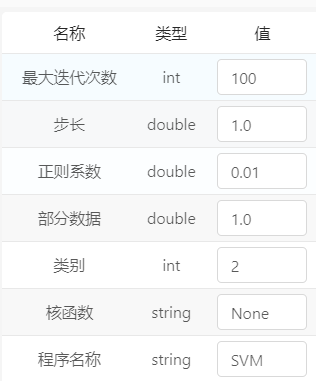 名称 类型 值
最大迭代次数 int 100
步长 double 1.0
正则系数 double 0.01
部分数据 double 1.0
类别 int 2
核函数 string None
程序名称 string SVM